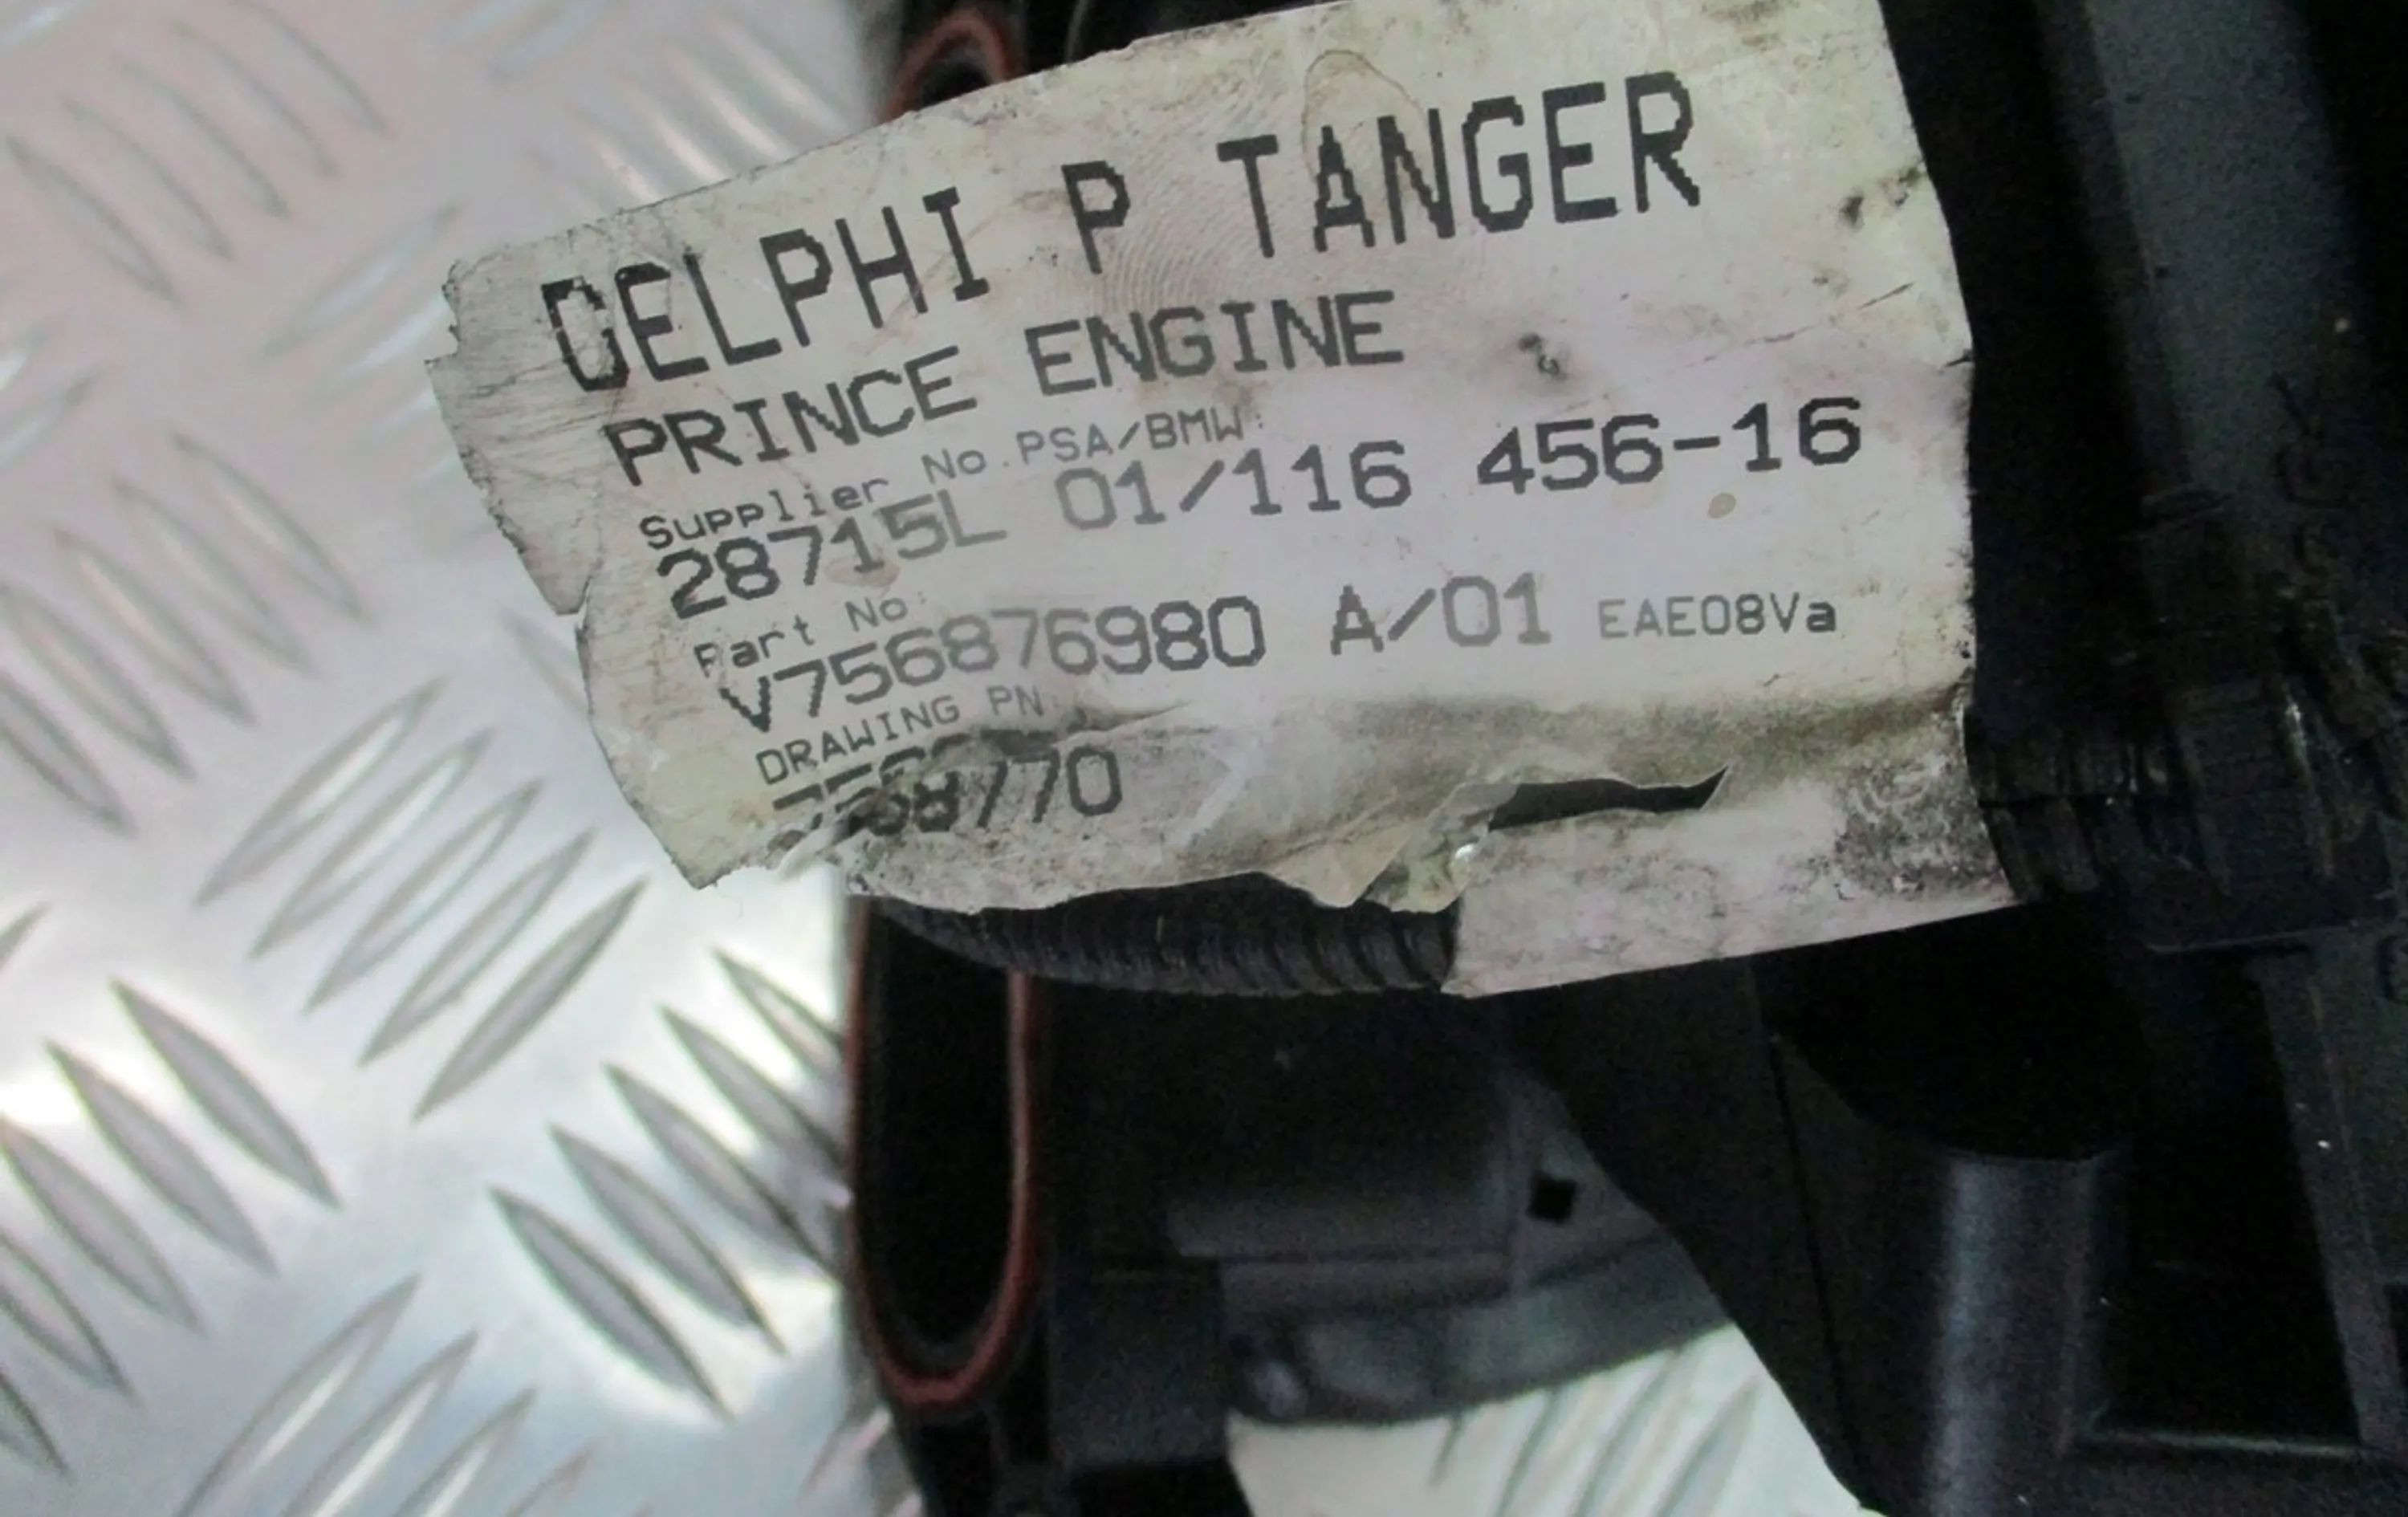 DELPHI P TANGER
PRINCE ENGINE
Supplier No.PSA/BMW:
28715L 01/116 456-16
Part No:
V756876980 A/01 EAE08Va
DRAWING PN: